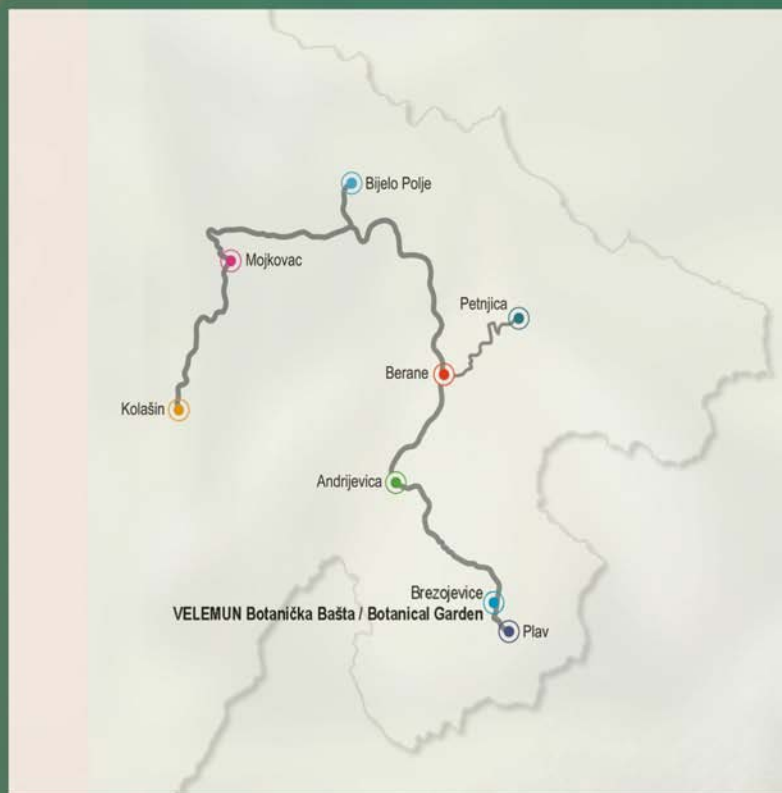 Bijelo Polje
Mojkovac
Petnjica
Berane
Kolašin
Andrijevica
Brezojevice
VELEMUN Botanička Bašta / Botanical Garden
Plav